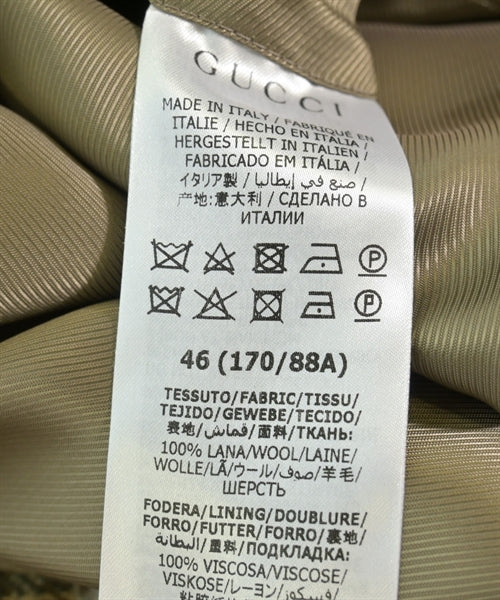 GUCCI
MADE IN ITALY / FABRIQUÉ EN
ITALIE / HECHO EN ITALIA /
HERGESTELLT IN ITALIEN /
FABRICADO EM ITÁLIA /
イタリア製 / صنع في إيطاليا /
产地:意大利 / СДЕЛАНО В
ИТАЛИИ
P
P
46 (170/88A)
TESSUTO/FABRIC/TISSU/
TEJIDO/GEWEBE/TECIDO/
表地/قماش/面料/ТКАНЬ:
100% LANA/WOOL/LAINE/
WOLLE/LÃ/ウール/صوف/羊毛/
ШЕРСТЬ
FODERA/LINING/DOUBLURE/
FORRO/FUTTER/FORRO/裏地/
البطانة/里料/ПОДКЛАДКА:
100% VISCOSA/VISCOSE/
VISKOSE/レーヨン/فيسكوز/